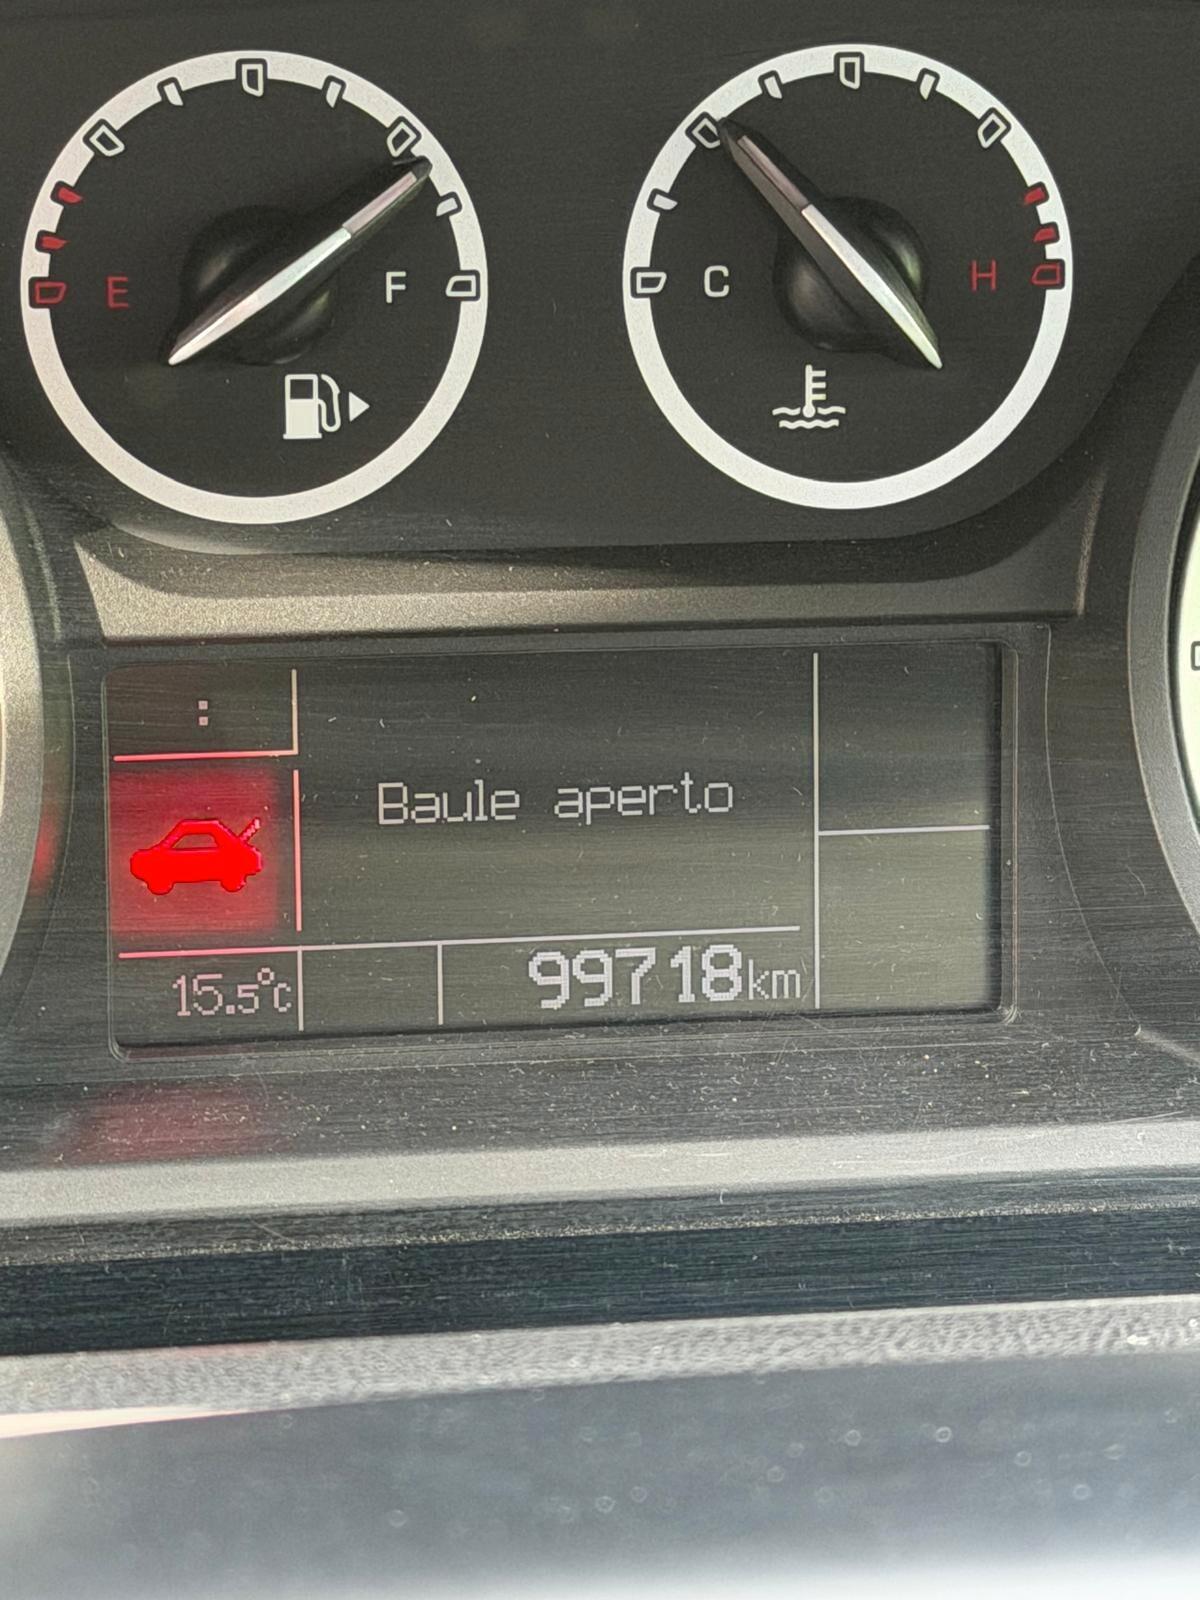 E F
C H
:
Baule aperto
15.5°C
99718km